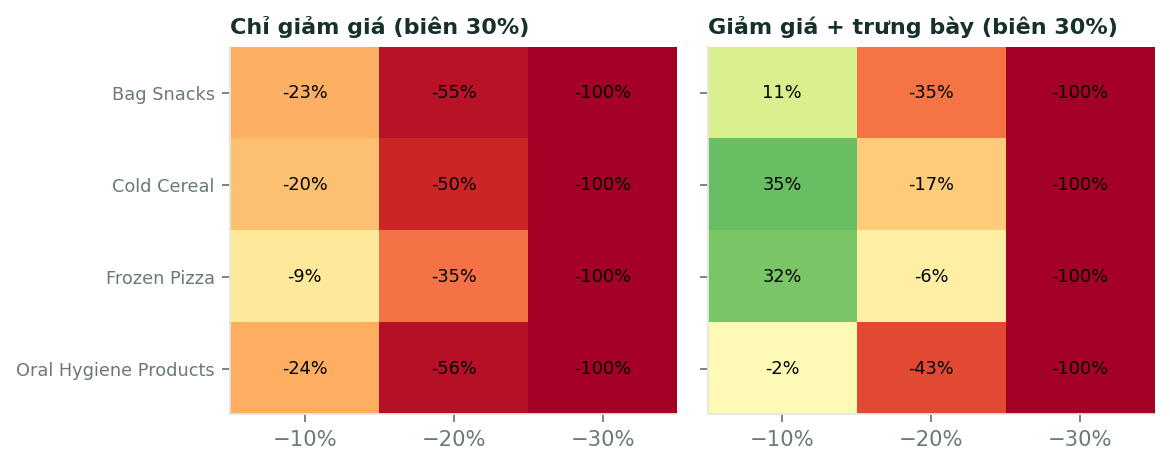 Chỉ giảm giá (biên 30%)
Giảm giá + trưng bày (biên 30%)
Bag Snacks -23% -55% -100% 11% -35% -100%
Cold Cereal -20% -50% -100% 35% -17% -100%
Frozen Pizza -9% -35% -100% 32% -6% -100%
Oral Hygiene Products -24% -56% -100% -2% -43% -100%
−10% −20% −30% −10% −20% −30%